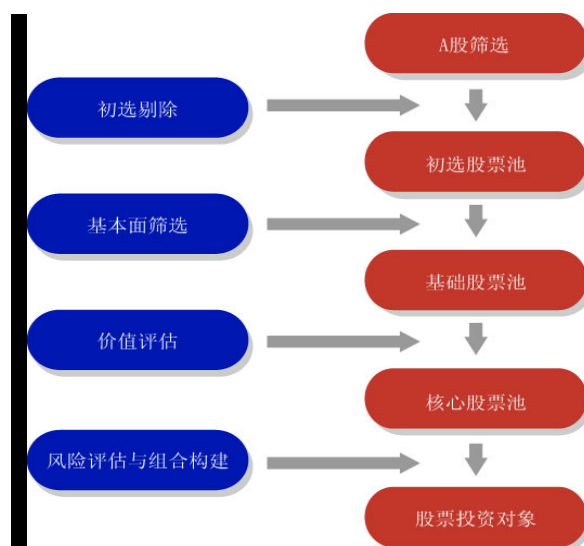 A股筛选
初选剔除
初选股票池
基本面筛选
基础股票池
价值评估
核心股票池
风险评估与组合构建
股票投资对象